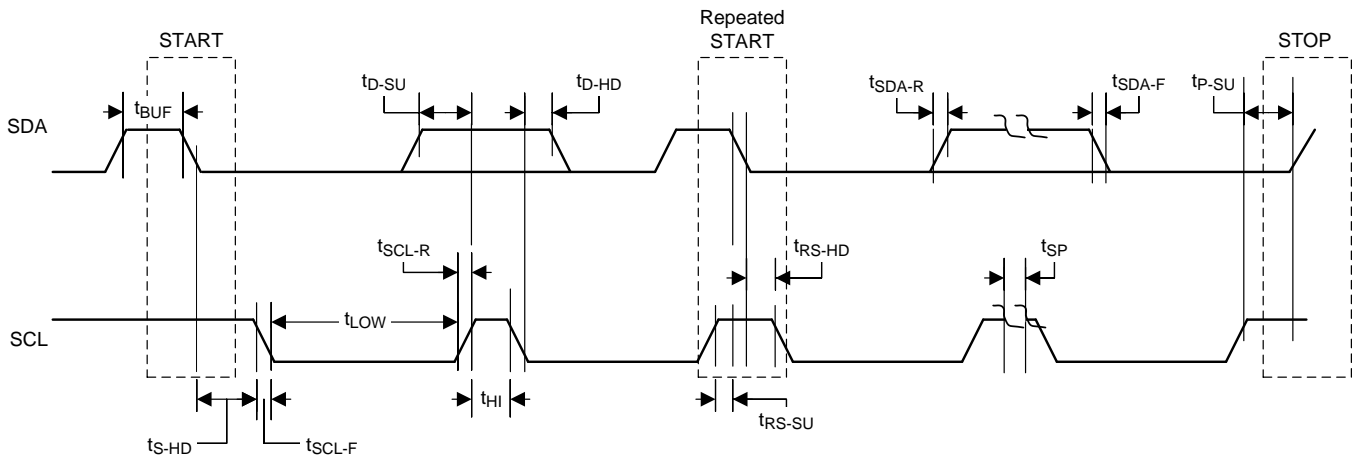 Repeated
START
START
STOP
tD-SU
tD-HD
tSDA-R
tSDA-F
tP-SU
tBUF
SDA
tSCL-R
tRS-HD
tSP
tLOW
SCL
tHI
tRS-SU
tS-HD
tSCL-F